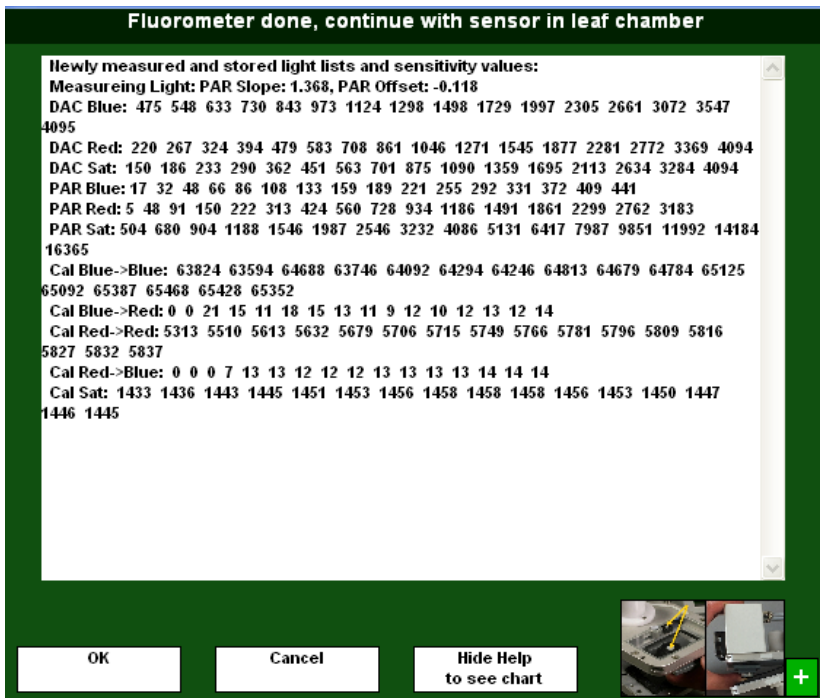 Fluorometer done, continue with sensor in leaf chamber
Newly measured and stored light lists and sensitivity values:
Measureing Light: PAR Slope: 1.368, PAR Offset: -0.118
DAC Blue: 475 548 633 730 843 973 1124 1298 1498 1729 1997 2305 2661 3072 3547
4095
DAC Red: 220 267 324 394 479 583 708 861 1046 1271 1545 1877 2281 2772 3369 4094
DAC Sat: 150 186 233 290 362 451 563 701 875 1090 1359 1695 2113 2634 3284 4094
PAR Blue: 17 32 48 66 86 108 133 159 189 221 255 292 331 372 409 441
PAR Red: 5 48 91 150 222 313 424 560 728 934 1186 1491 1861 2299 2762 3183
PAR Sat: 504 680 904 1188 1546 1987 2546 3232 4086 5131 6417 7987 9851 11992 14184
16365
Cal Blue->Blue: 63824 63594 64688 63746 64092 64294 64246 64813 64679 64784 65125
65092 65387 65468 65428 65352
Cal Blue->Red: 0 0 21 15 11 18 15 13 11 9 12 10 12 13 12 14
Cal Red->Red: 5313 5510 5613 5632 5679 5706 5715 5749 5766 5781 5796 5809 5816
5827 5832 5837
Cal Red->Blue: 0 0 0 7 13 13 12 12 12 13 13 13 13 14 14 14
Cal Sat: 1433 1436 1443 1445 1451 1453 1456 1458 1458 1458 1456 1453 1450 1447
1446 1445
OK
Cancel
Hide Help
to see chart
+